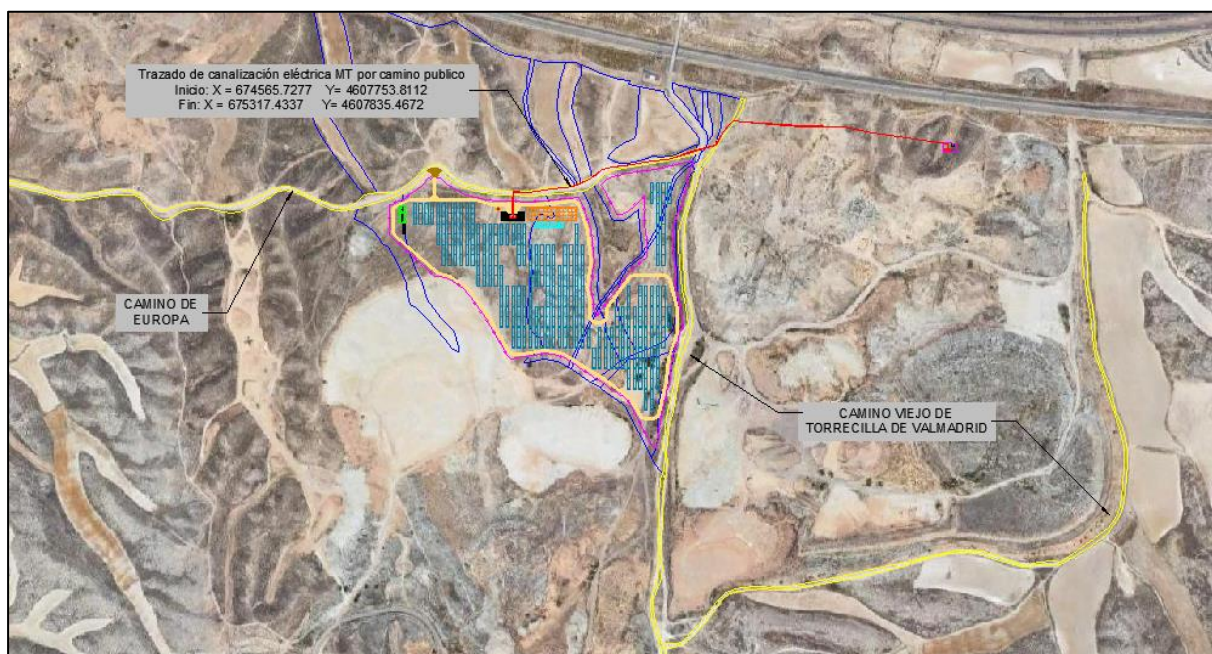 Trazado de canalización eléctrica MT por camino publico
Inicio: X = 674565.7277 Y= 4607753.8112
Fin: X = 675317.4337 Y= 4607835.4672
CAMINO DE
EUROPA
CAMINO VIEJO DE
TORRECILLA DE VALMADRID